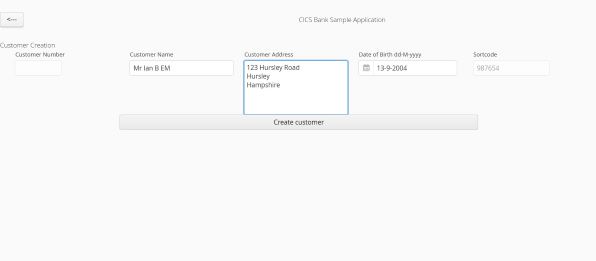 <---
CICS Bank Sample Application
Customer Creation
Customer Number
Customer Name
Mr Ian B EM
Customer Address
123 Hursley Road
Hursley
Hampshire
Date of Birth dd-M-yyyy
13-9-2004
Sortcode
987654
Create customer